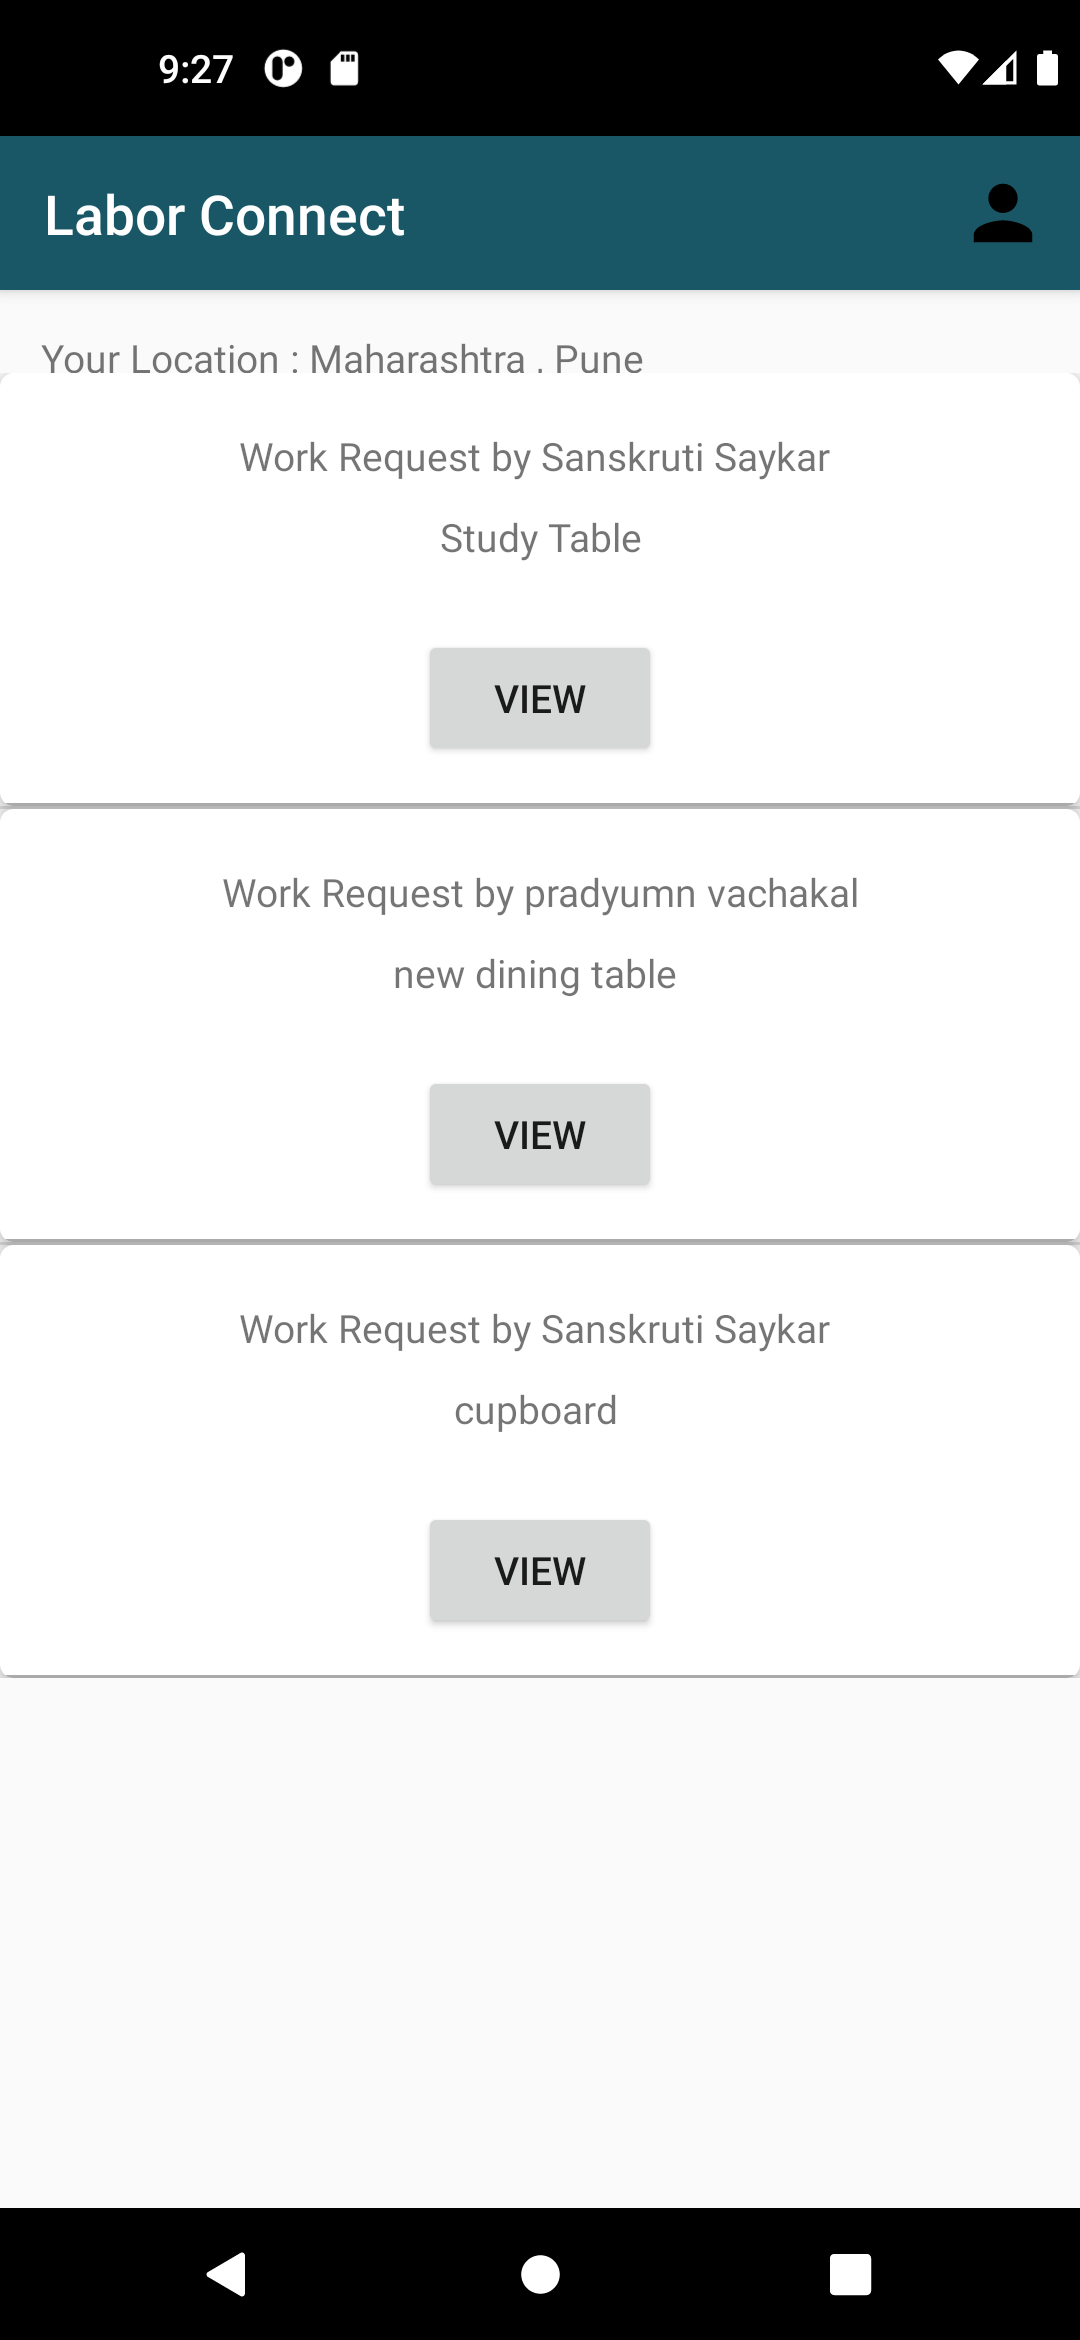 9:27
Labor Connect
Your Location : Maharashtra , Pune
Work Request by Sanskruti Saykar
Study Table
VIEW
Work Request by pradyumn vachakal
new dining table
VIEW
Work Request by Sanskruti Saykar
cupboard
VIEW